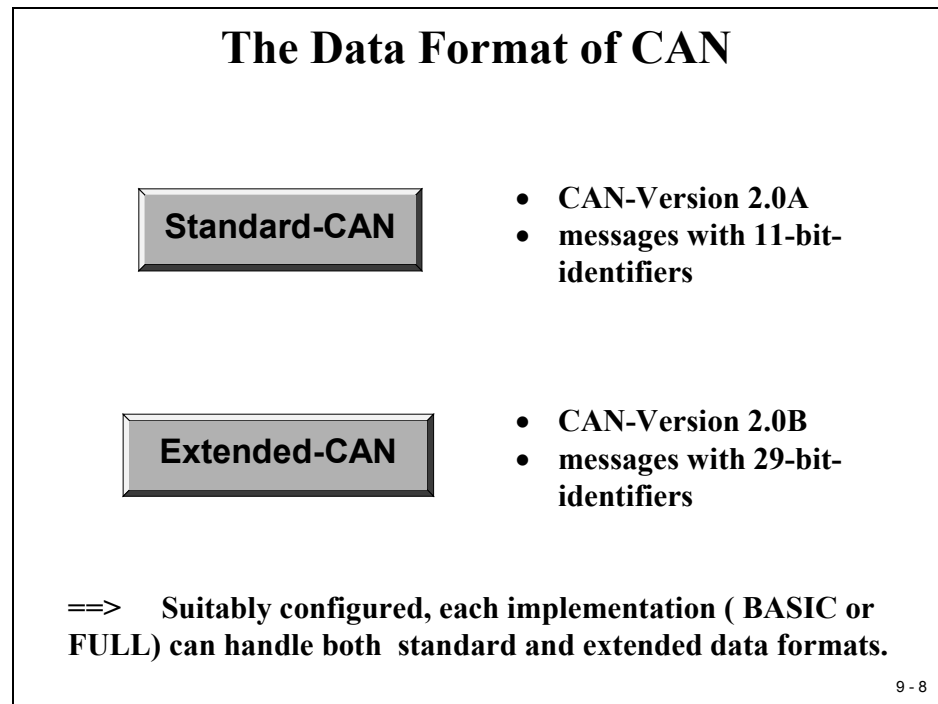 The Data Format of CAN
Standard-CAN
• CAN-Version 2.0A
• messages with 11-bit-
identifiers
Extended-CAN
• CAN-Version 2.0B
• messages with 29-bit-
identifiers
==> Suitably configured, each implementation ( BASIC or
FULL) can handle both standard and extended data formats.
9 - 8